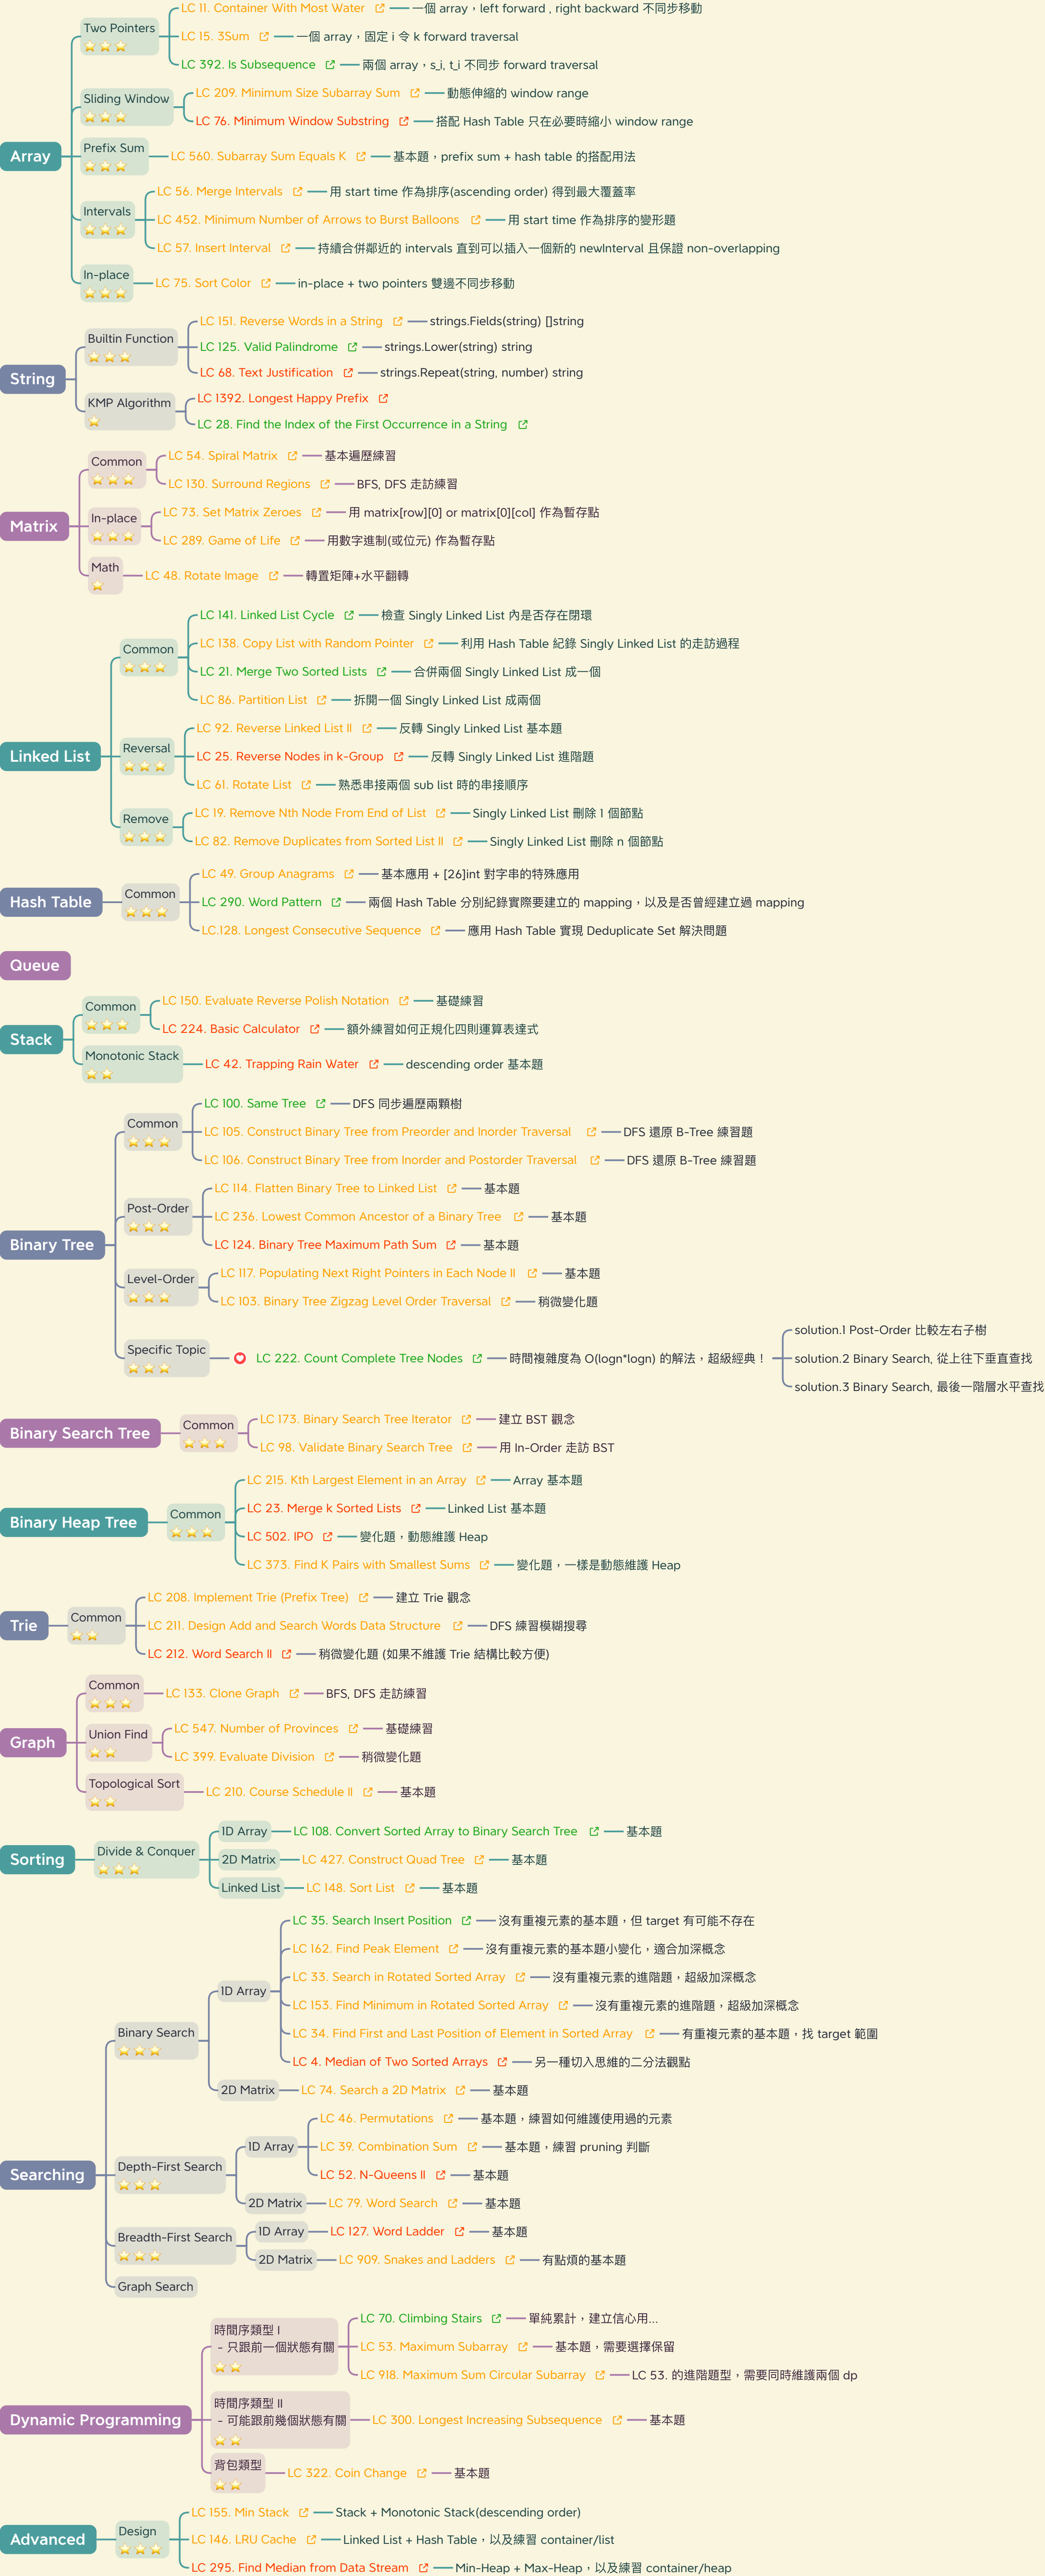 Array
Two Pointers
LC 11. Container With Most Water
一個 array，left forward , right backward 不同步移動
LC 15. 3Sum
一個 array，固定 i 令 k forward traversal
LC 392. Is Subsequence
兩個 array，s_i, t_i 不同步 forward traversal
Sliding Window
LC 209. Minimum Size Subarray Sum
動態伸縮的 window range
LC 76. Minimum Window Substring
搭配 Hash Table 只在必要時縮小 window range
Prefix Sum
LC 560. Subarray Sum Equals K
基本題，prefix sum + hash table 的搭配用法
Intervals
LC 56. Merge Intervals
用 start time 作為排序(ascending order) 得到最大覆蓋率
LC 452. Minimum Number of Arrows to Burst Balloons
用 start time 作為排序的變形題
LC 57. Insert Interval
持續合併鄰近的 intervals 直到可以插入一個新的 newInterval 且保證 non-overlapping
In-place
LC 75. Sort Color
in-place + two pointers 雙邊不同步移動
String
Builtin Function
LC 151. Reverse Words in a String
strings.Fields(string) []string
LC 125. Valid Palindrome
strings.Lower(string) string
LC 68. Text Justification
strings.Repeat(string, number) string
KMP Algorithm
LC 1392. Longest Happy Prefix
LC 28. Find the Index of the First Occurrence in a String
Matrix
Common
LC 54. Spiral Matrix
基本遍歷練習
LC 130. Surround Regions
BFS, DFS 走訪練習
In-place
LC 73. Set Matrix Zeroes
用 matrix[row][0] or matrix[0][col] 作為暫存點
LC 289. Game of Life
用數字進制(或位元) 作為暫存點
Math
LC 48. Rotate Image
轉置矩陣+水平翻轉
Linked List
Common
LC 141. Linked List Cycle
檢查 Singly Linked List 內是否存在閉環
LC 138. Copy List with Random Pointer
利用 Hash Table 紀錄 Singly Linked List 的走訪過程
LC 21. Merge Two Sorted Lists
合併兩個 Singly Linked List 成一個
LC 86. Partition List
拆開一個 Singly Linked List 成兩個
Reversal
LC 92. Reverse Linked List II
反轉 Singly Linked List 基本題
LC 25. Reverse Nodes in k-Group
反轉 Singly Linked List 進階題
LC 61. Rotate List
熟悉串接兩個 sub list 時的串接順序
Remove
LC 19. Remove Nth Node From End of List
Singly Linked List 刪除 1 個節點
LC 82. Remove Duplicates from Sorted List II
Singly Linked List 刪除 n 個節點
Hash Table
Common
LC 49. Group Anagrams
基本應用 + [26]int 對字串的特殊應用
LC 290. Word Pattern
兩個 Hash Table 分別紀錄實際要建立的 mapping，以及是否曾經建立過 mapping
LC.128. Longest Consecutive Sequence
應用 Hash Table 實現 Deduplicate Set 解決問題
Queue
Stack
Common
LC 150. Evaluate Reverse Polish Notation
基礎練習
LC 224. Basic Calculator
額外練習如何正規化四則運算表達式
Monotonic Stack
LC 42. Trapping Rain Water
descending order 基本題
Binary Tree
Common
LC 100. Same Tree
DFS 同步遍歷兩顆樹
LC 105. Construct Binary Tree from Preorder and Inorder Traversal
DFS 還原 B-Tree 練習題
LC 106. Construct Binary Tree from Inorder and Postorder Traversal
DFS 還原 B-Tree 練習題
Post-Order
LC 114. Flatten Binary Tree to Linked List
基本題
LC 236. Lowest Common Ancestor of a Binary Tree
基本題
LC 124. Binary Tree Maximum Path Sum
基本題
Level-Order
LC 117. Populating Next Right Pointers in Each Node II
基本題
LC 103. Binary Tree Zigzag Level Order Traversal
稍微變化題
Specific Topic
LC 222. Count Complete Tree Nodes
時間複雜度為 O(logn*logn) 的解法，超級經典！
solution.1 Post-Order 比較左右子樹
solution.2 Binary Search, 從上往下垂直查找
solution.3 Binary Search, 最後一階層水平查找
Binary Search Tree
Common
LC 173. Binary Search Tree Iterator
建立 BST 觀念
LC 98. Validate Binary Search Tree
用 In-Order 走訪 BST
Binary Heap Tree
Common
LC 215. Kth Largest Element in an Array
Array 基本題
LC 23. Merge k Sorted Lists
Linked List 基本題
LC 502. IPO
變化題，動態維護 Heap
LC 373. Find K Pairs with Smallest Sums
變化題，一樣是動態維護 Heap
Trie
Common
LC 208. Implement Trie (Prefix Tree)
建立 Trie 觀念
LC 211. Design Add and Search Words Data Structure
DFS 練習模糊搜尋
LC 212. Word Search II
稍微變化題 (如果不維護 Trie 結構比較方便)
Graph
Common
LC 133. Clone Graph
BFS, DFS 走訪練習
Union Find
LC 547. Number of Provinces
基礎練習
LC 399. Evaluate Division
稍微變化題
Topological Sort
LC 210. Course Schedule II
基本題
Sorting
Divide & Conquer
1D Array
LC 108. Convert Sorted Array to Binary Search Tree
基本題
2D Matrix
LC 427. Construct Quad Tree
基本題
Linked List
LC 148. Sort List
基本題
Searching
Binary Search
1D Array
LC 35. Search Insert Position
沒有重複元素的基本題，但 target 有可能不存在
LC 162. Find Peak Element
沒有重複元素的基本題小變化，適合加深概念
LC 33. Search in Rotated Sorted Array
沒有重複元素的進階題，超級加深概念
LC 153. Find Minimum in Rotated Sorted Array
沒有重複元素的進階題，超級加深概念
LC 34. Find First and Last Position of Element in Sorted Array
有重複元素的基本題，找 target 範圍
LC 4. Median of Two Sorted Arrays
另一種切入思維的二分法觀點
2D Matrix
LC 74. Search a 2D Matrix
基本題
Depth-First Search
1D Array
LC 46. Permutations
基本題，練習如何維護使用過的元素
LC 39. Combination Sum
基本題，練習 pruning 判斷
LC 52. N-Queens II
基本題
2D Matrix
LC 79. Word Search
基本題
Breadth-First Search
1D Array
LC 127. Word Ladder
基本題
2D Matrix
LC 909. Snakes and Ladders
有點煩的基本題
Graph Search
Dynamic Programming
時間序類型 I
- 只跟前一個狀態有關
LC 70. Climbing Stairs
單純累計，建立信心用...
LC 53. Maximum Subarray
基本題，需要選擇保留
LC 918. Maximum Sum Circular Subarray
LC 53. 的進階題型，需要同時維護兩個 dp
時間序類型 II
- 可能跟前幾個狀態有關
LC 300. Longest Increasing Subsequence
基本題
背包類型
LC 322. Coin Change
基本題
Advanced
Design
LC 155. Min Stack
Stack + Monotonic Stack(descending order)
LC 146. LRU Cache
Linked List + Hash Table，以及練習 container/list
LC 295. Find Median from Data Stream
Min-Heap + Max-Heap，以及練習 container/heap